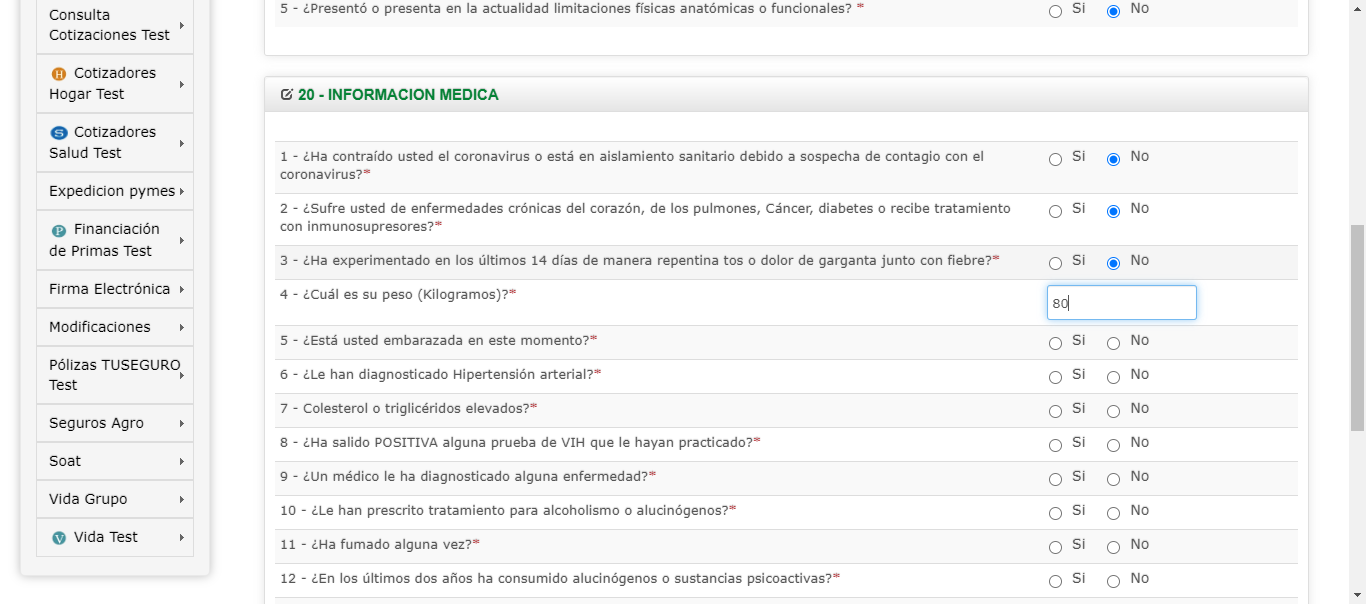 Consulta
Cotizaciones Test
H Cotizadores
Hogar Test
S Cotizadores
Salud Test
Expedicion pymes
P Financiación
de Primas Test
Firma Electrónica
Modificaciones
Pólizas TUSEGURO
Test
Seguros Agro
Soat
Vida Grupo
V Vida Test
5 - ¿Presentó o presenta en la actualidad limitaciones físicas anatómicas o funcionales? * Si No
20 - INFORMACION MEDICA
1 - ¿Ha contraído usted el coronavirus o está en aislamiento sanitario debido a sospecha de contagio con el
coronavirus?* Si No
2 - ¿Sufre usted de enfermedades crónicas del corazón, de los pulmones, Cáncer, diabetes o recibe tratamiento
con inmunosupresores?* Si No
3 - ¿Ha experimentado en los últimos 14 días de manera repentina tos o dolor de garganta junto con fiebre?* Si No
4 - ¿Cuál es su peso (Kilogramos)?* 80
5 - ¿Está usted embarazada en este momento?* Si No
6 - ¿Le han diagnosticado Hipertensión arterial?* Si No
7 - Colesterol o triglicéridos elevados?* Si No
8 - ¿Ha salido POSITIVA alguna prueba de VIH que le hayan practicado?* Si No
9 - ¿Un médico le ha diagnosticado alguna enfermedad?* Si No
10 - ¿Le han prescrito tratamiento para alcoholismo o alucinógenos?* Si No
11 - ¿Ha fumado alguna vez?* Si No
12 - ¿En los últimos dos años ha consumido alucinógenos o sustancias psicoactivas?* Si No